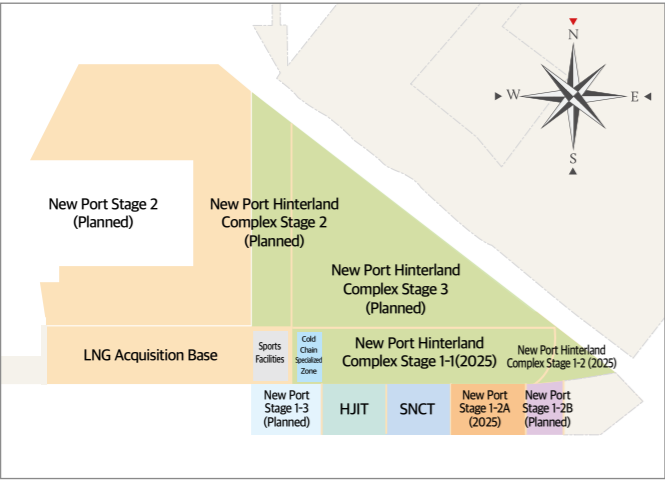 N
W
E
S
New Port Stage 2
(Planned)
New Port Hinterland
Complex Stage 2
(Planned)
New Port Hinterland
Complex Stage 3
(Planned)
LNG Acquisition Base
Sports
Facilities
Cold
Chain
Specialized
Zone
New Port Hinterland
Complex Stage 1-1(2025)
New Port Hinterland
Complex Stage 1-2 (2025)
New Port
Stage 1-3
(Planned)
HJIT
SNCT
New Port
Stage 1-2A
(2025)
New Port
Stage 1-2B
(Planned)